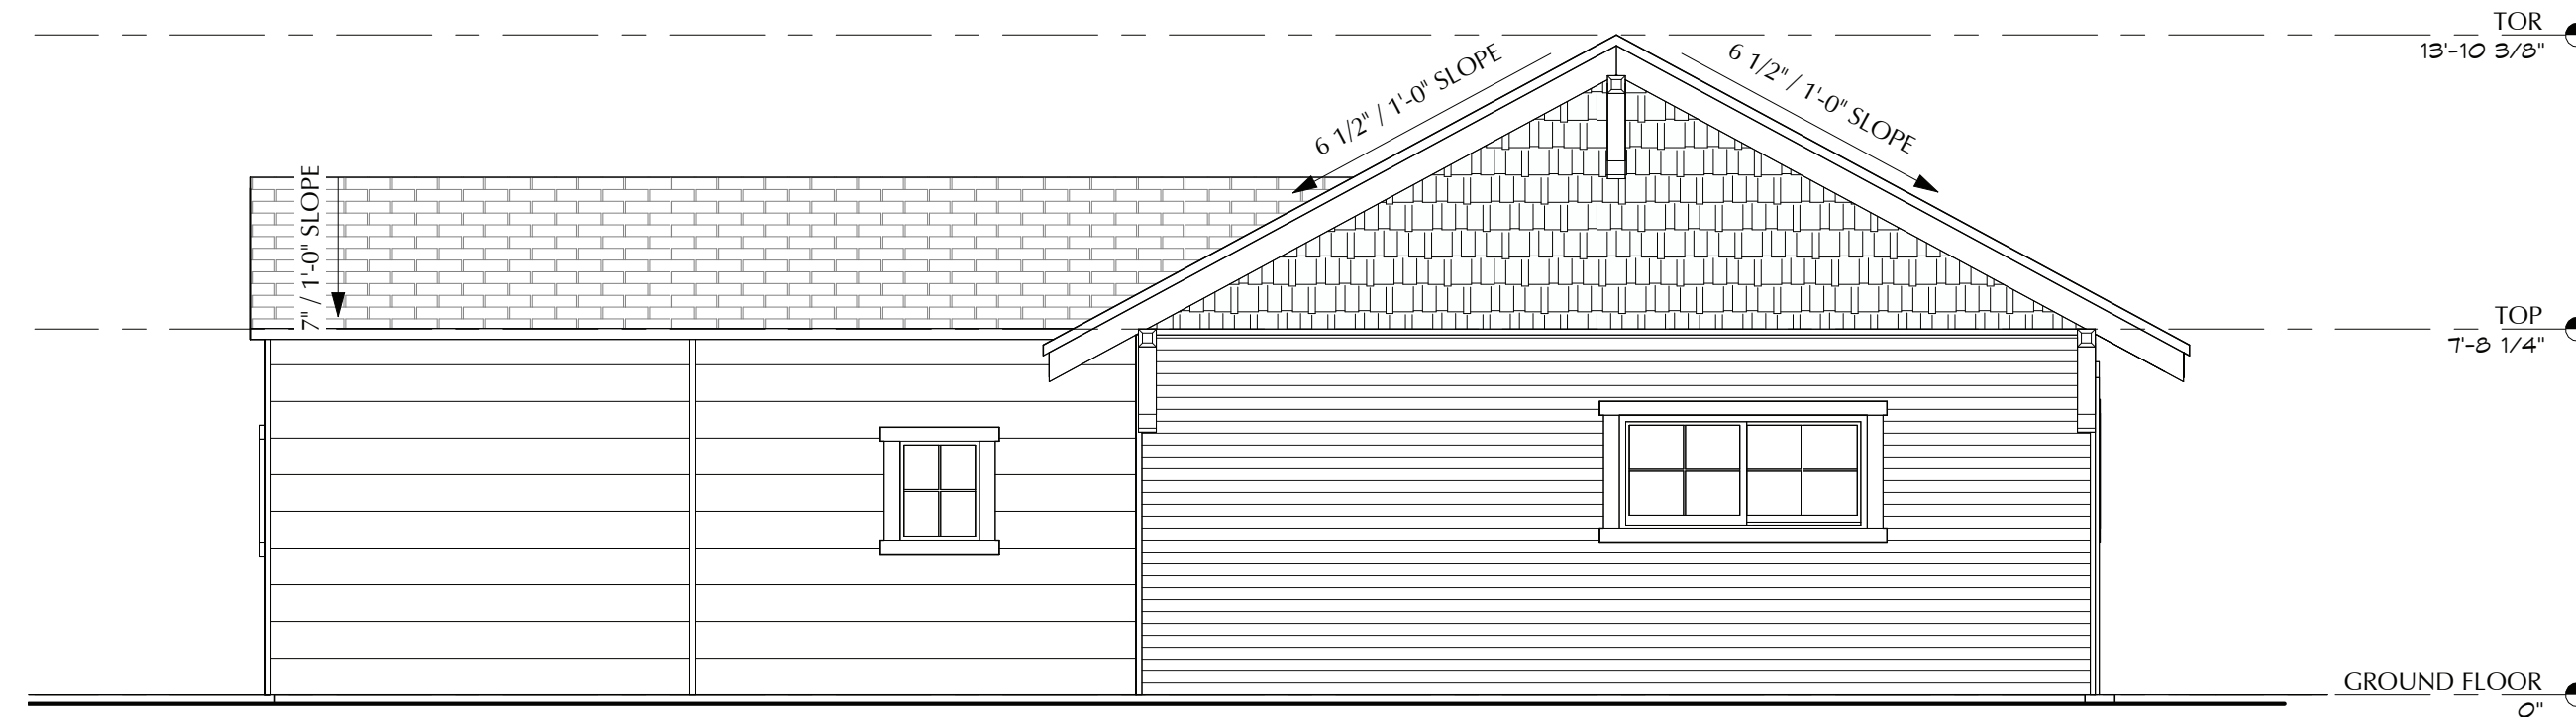 TOR
13'-10 3/8"
6 1/2" / 1'-0" SLOPE
6 1/2" / 1'-0" SLOPE
7" / 1'-0" SLOPE
TOP
7'-8 1/4"
GROUND FLOOR
0"